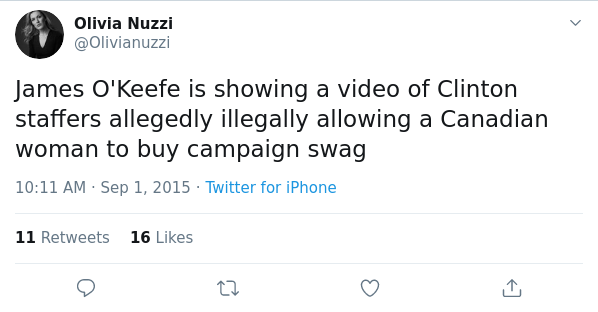 Olivia Nuzzi
@Olivianuzzi
James O'Keefe is showing a video of Clinton
staffers allegedly illegally allowing a Canadian
woman to buy campaign swag
10:11 AM · Sep 1, 2015 · Twitter for iPhone
11 Retweets 16 Likes